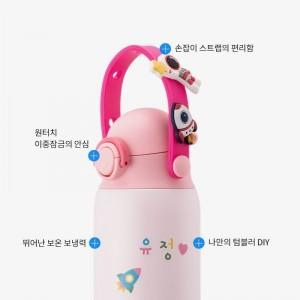 손잡이 스트랩의 편리함
원터치
이중잠금의 안심
뛰어난 보온 보냉력
유정
나만의 텀블러 DIY